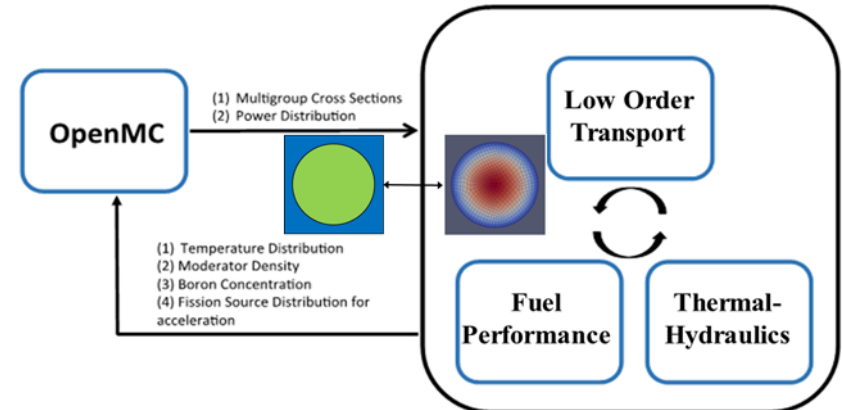 OpenMC
(1) Multigroup Cross Sections
(2) Power Distribution
Low Order
Transport
(1) Temperature Distribution
(2) Moderator Density
(3) Boron Concentration
(4) Fission Source Distribution for
acceleration
Fuel
Performance
Thermal-
Hydraulics